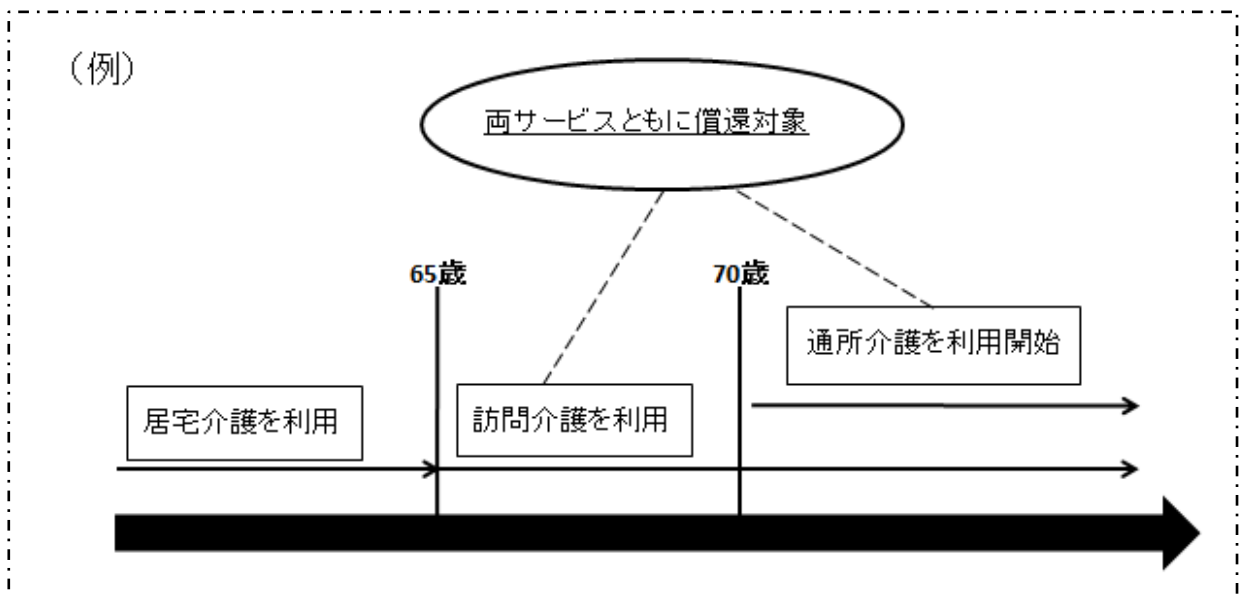 （例）
両サービスともに償還対象
65歳
70歳
通所介護を利用開始
居宅介護を利用
訪問介護を利用